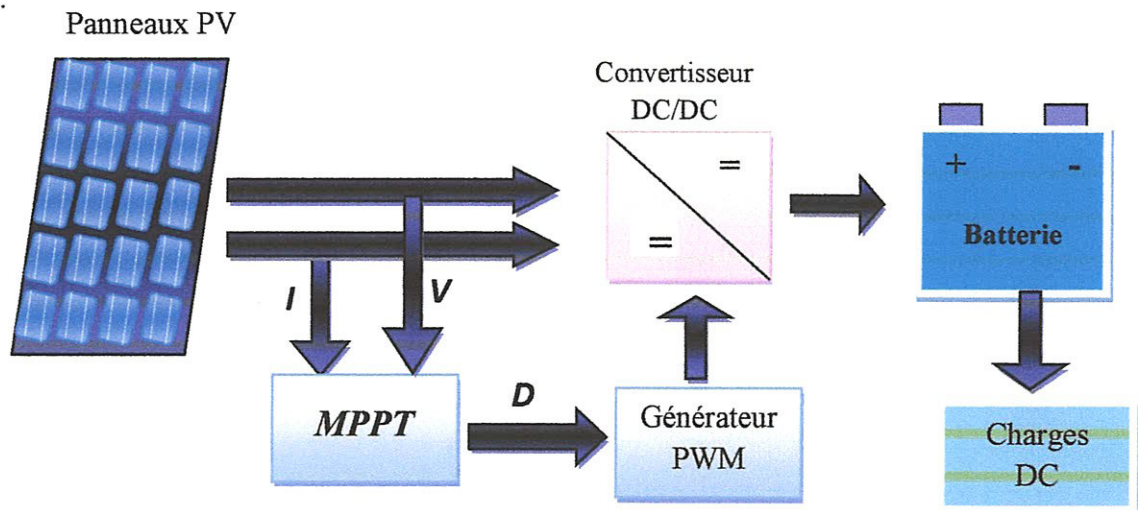 Panneaux PV
Convertisseur
DC/DC
=
=
+ -
Batterie
I
V
MPPT
D
Générateur
PWM
Charges
DC